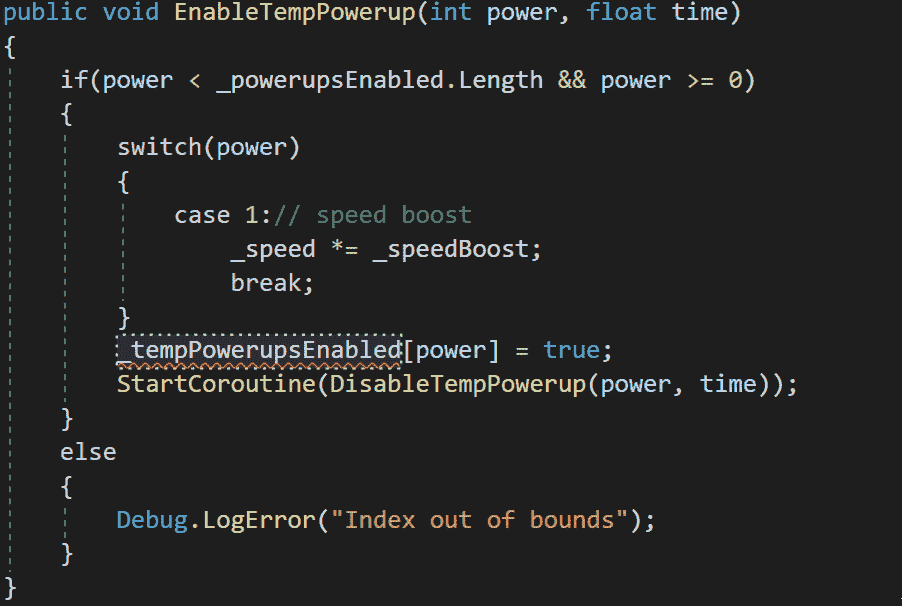 public void EnableTempPowerup(int power, float time)
{
    if(power < _powerupsEnabled.Length && power >= 0)
    {
        switch(power)
        {
            case 1:// speed boost
                _speed *= _speedBoost;
                break;
        }
        _tempPowerupsEnabled[power] = true;
        StartCoroutine(DisableTempPowerup(power, time));
    }
    else
    {
        Debug.LogError("Index out of bounds");
    }
}